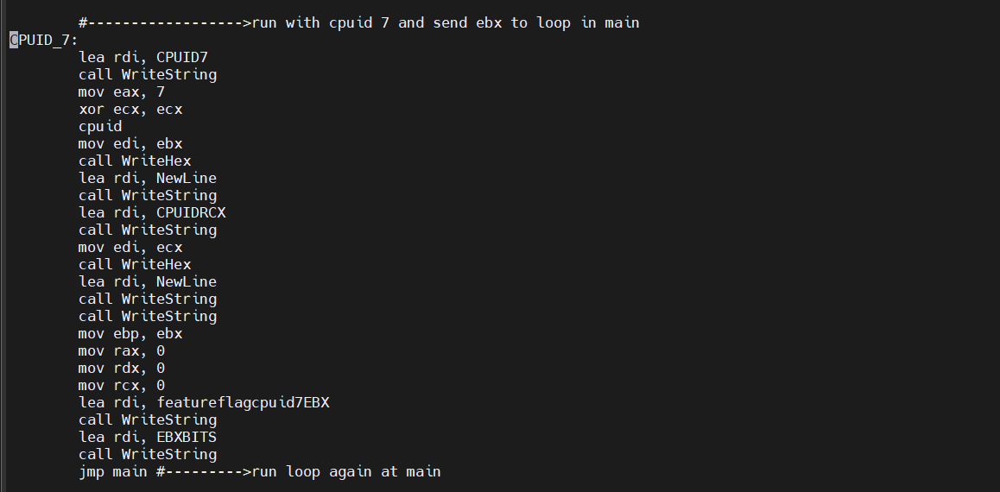 #------------------>run with cpuid 7 and send ebx to loop in main
CPUID_7:
lea rdi, CPUID7
call WriteString
mov eax, 7
xor ecx, ecx
cpuid
mov edi, ebx
call WriteHex
lea rdi, NewLine
call WriteString
lea rdi, CPUIDRCX
call WriteString
mov edi, ecx
call WriteHex
lea rdi, NewLine
call WriteString
call WriteString
mov ebp, ebx
mov rax, 0
mov rdx, 0
mov rcx, 0
lea rdi, featureflagcpuid7EBX
call WriteString
lea rdi, EBXBITS
call WriteString
jmp main #--------->run loop again at main